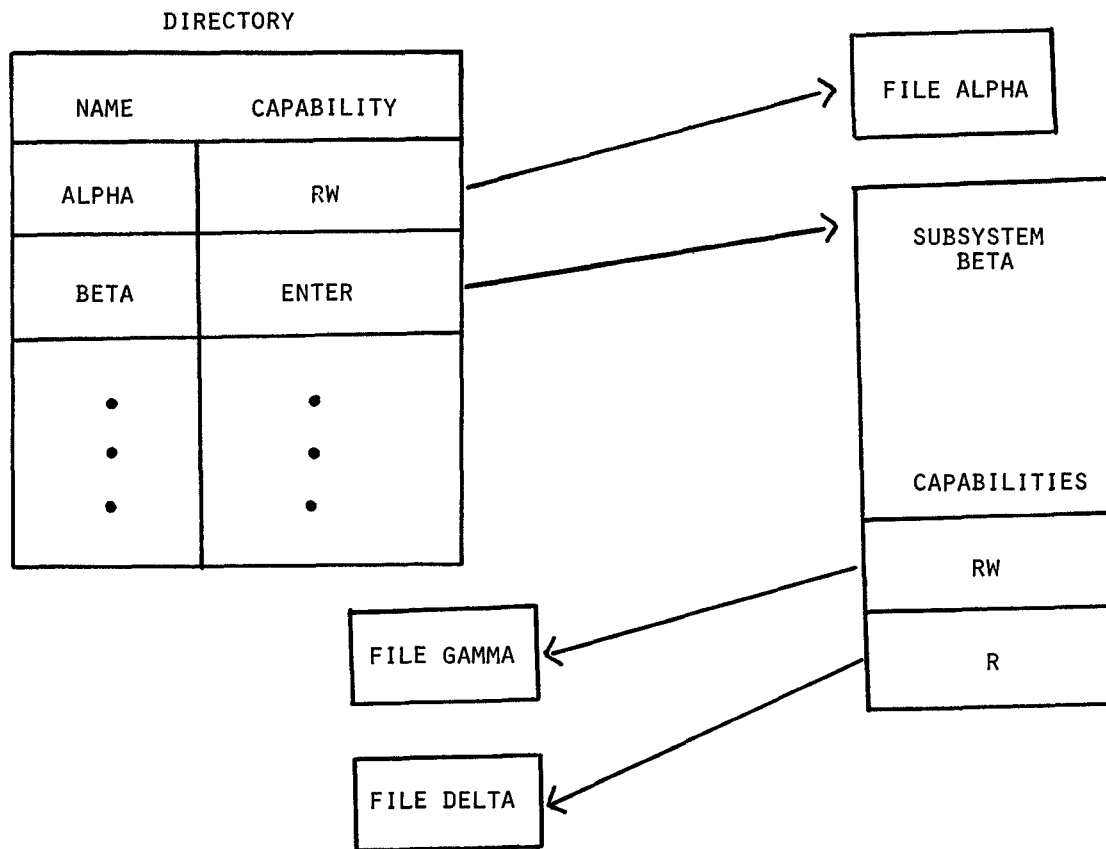 DIRECTORY
NAME CAPABILITY
ALPHA RW
BETA ENTER
FILE ALPHA
SUBSYSTEM
BETA
CAPABILITIES
RW
R
FILE GAMMA
FILE DELTA